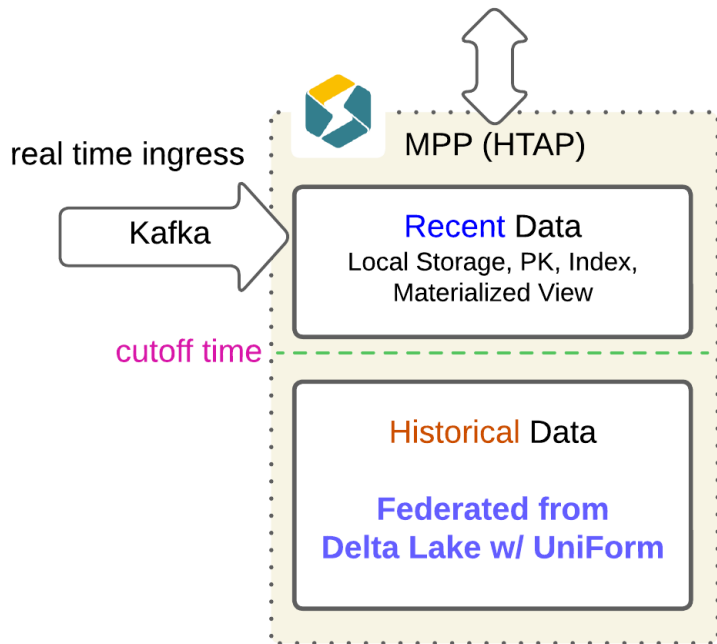 MPP (HTAP)
real time ingress
Kafka
Recent Data
Local Storage, PK, Index,
Materialized View
cutoff time
Historical Data
Federated from
Delta Lake w/ UniForm